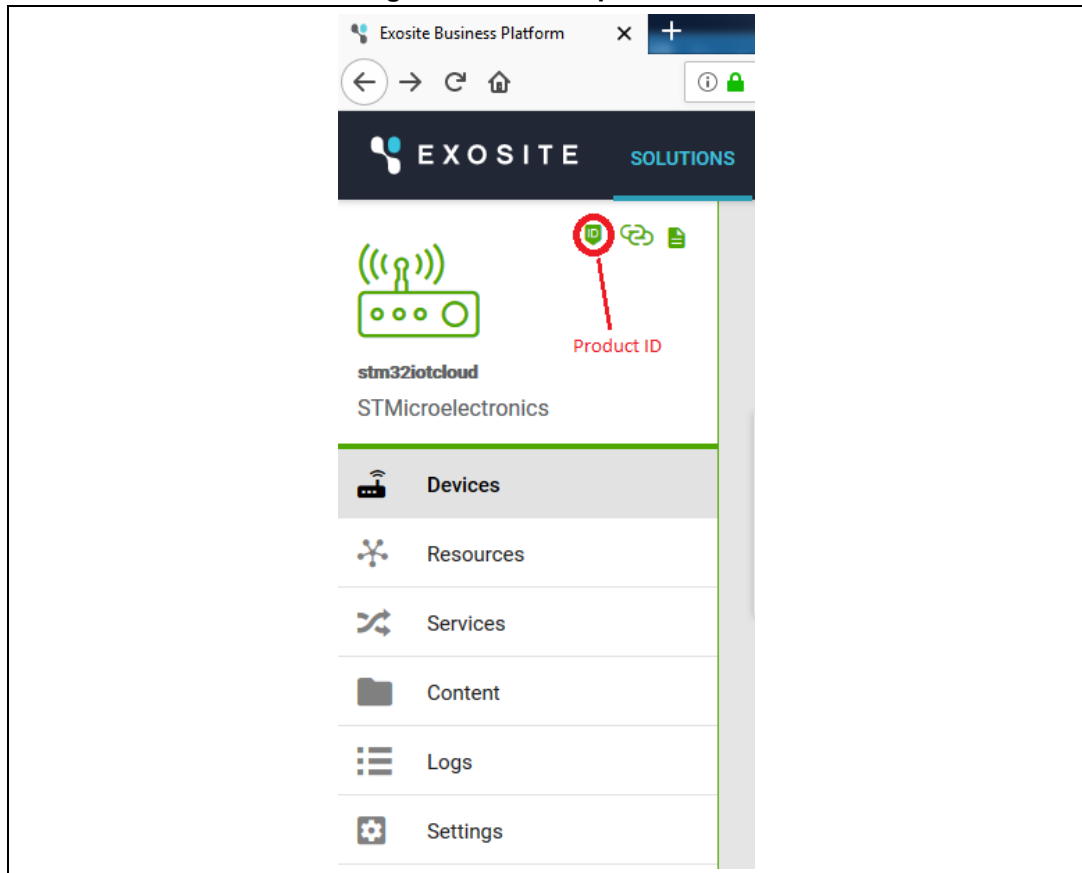 Exosite Business Platform
EXOSITE SOLUTIONS
ID
Product ID
stm32iotcloud
STMicroelectronics
Devices
Resources
Services
Content
Logs
Settings